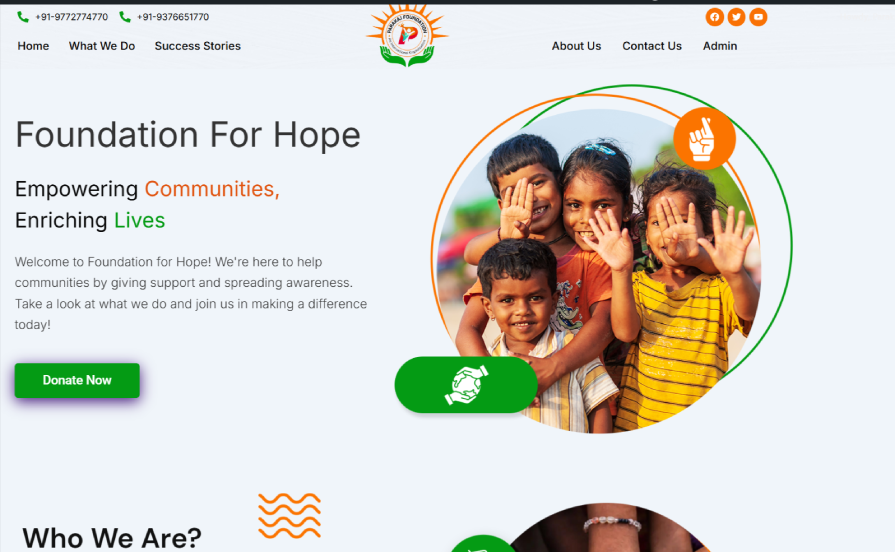 +91-9772774770 +91-9376651770
Home What We Do Success Stories
PANKAJ FOUNDATION
About Us Contact Us Admin
Foundation For Hope
Empowering Communities,
Enriching Lives
Welcome to Foundation for Hope! We're here to help
communities by giving support and spreading awareness.
Take a look at what we do and join us in making a difference
today!
Donate Now
Who We Are?